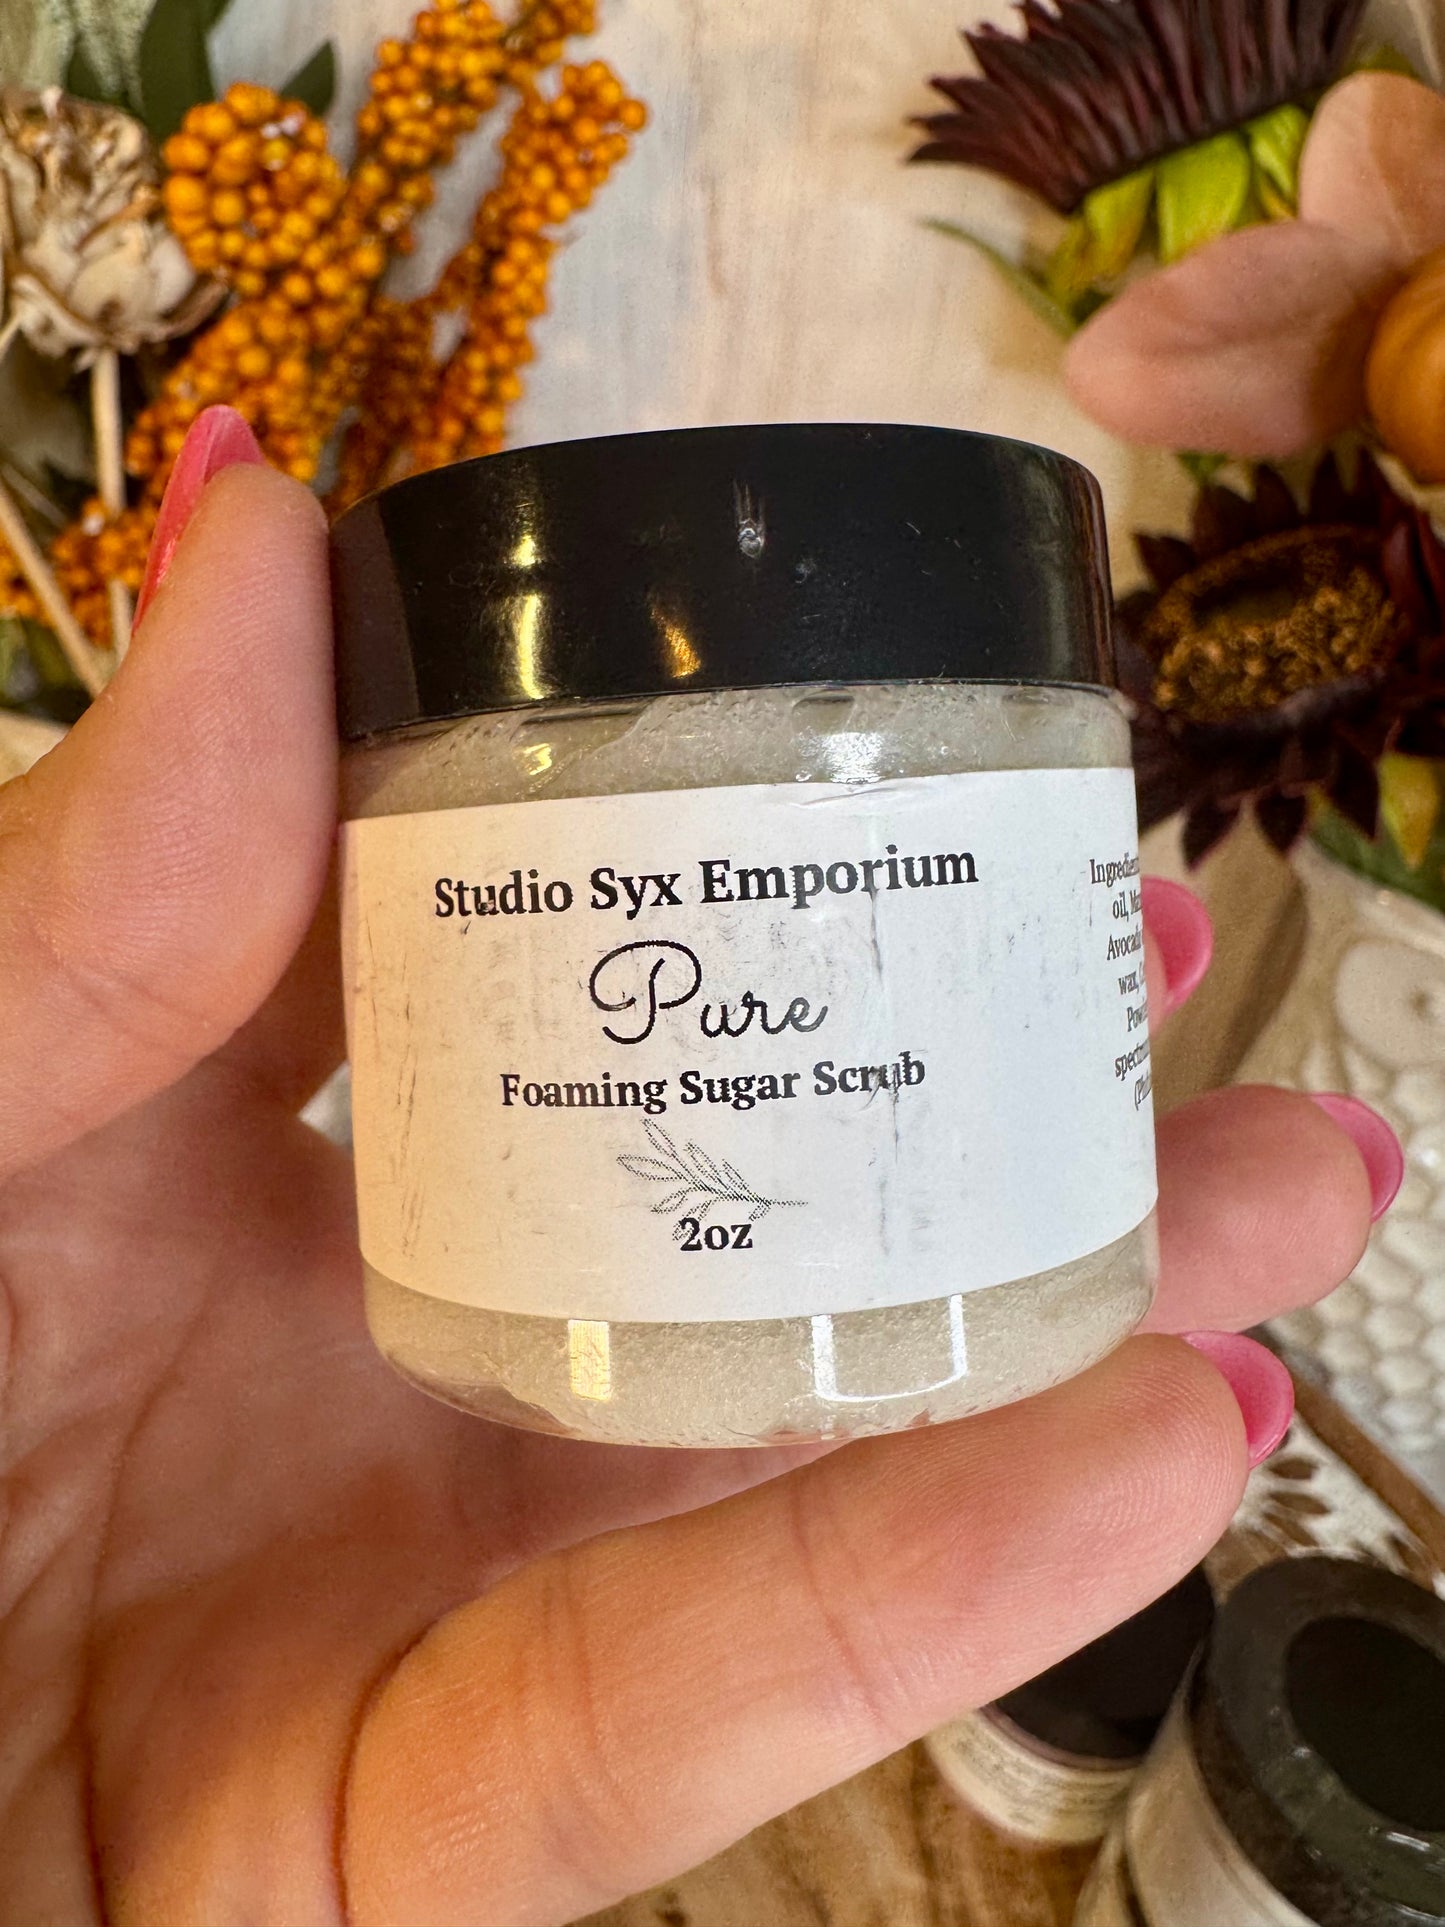 Studio Syx Emporium
Pure
Foaming Sugar Scrub
2oz
oil,
wax,